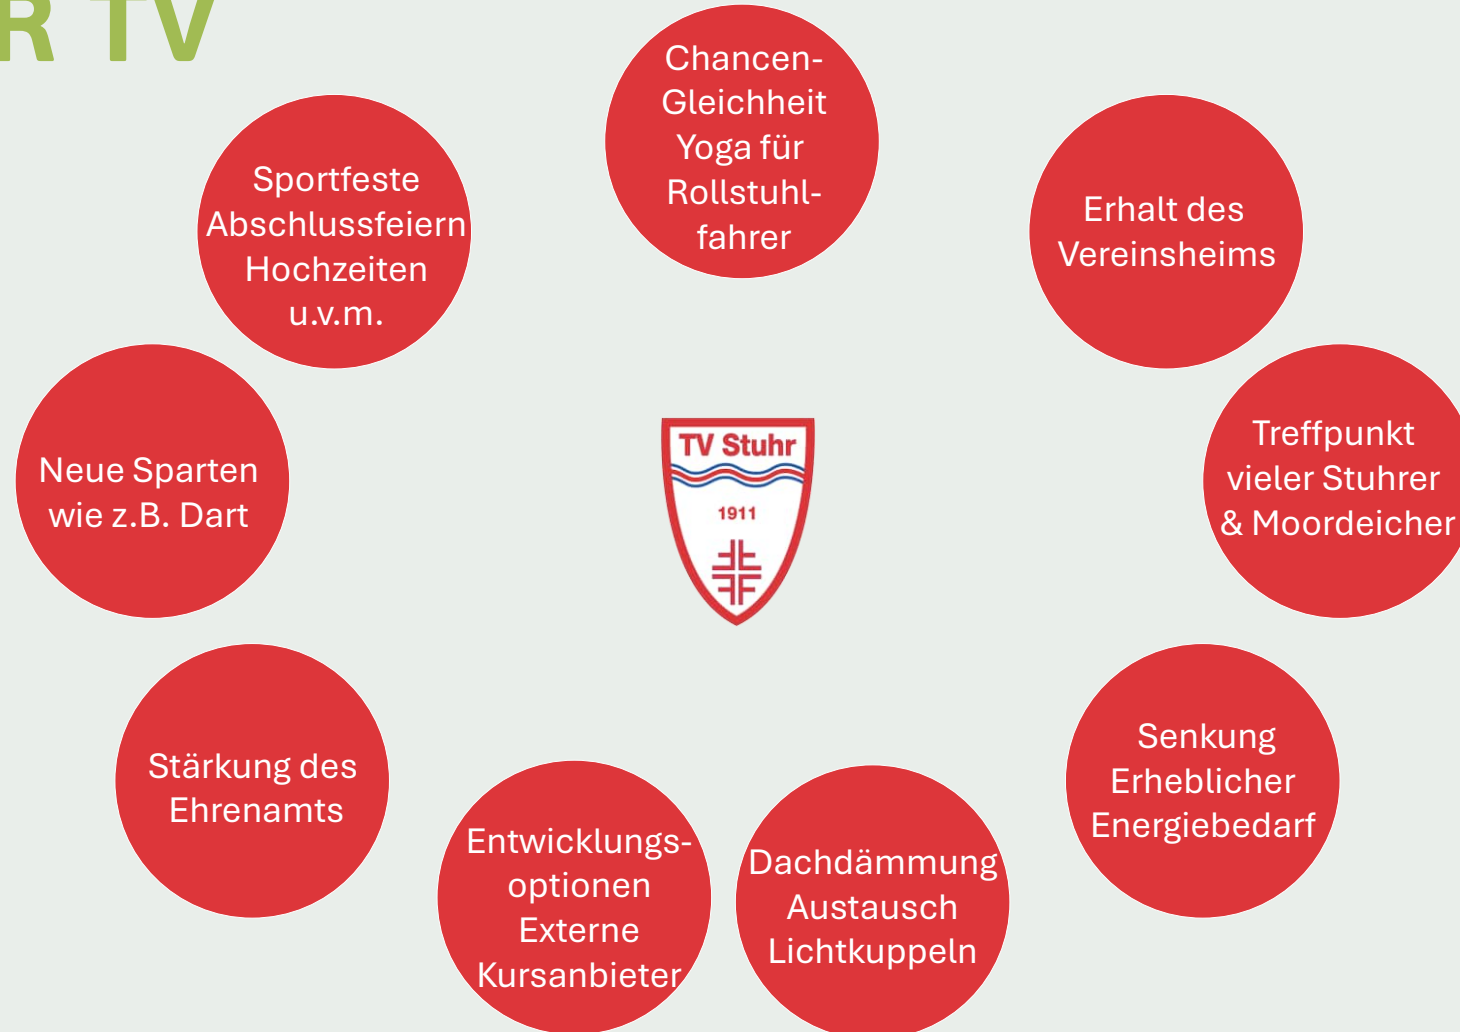 R TV
Chancen-
Gleichheit
Yoga für
Rollstuhl-
fahrer
Sportfeste
Abschlussfeiern
Hochzeiten
u.v.m.
Erhalt des
Vereinsheims
Neue Sparten
wie z.B. Dart
TV Stuhr
1911
Treffpunkt
vieler Stuhrer
& Moordeicher
Stärkung des
Ehrenamts
Senkung
Erheblicher
Energiebedarf
Entwicklungs-
optionen
Externe
Kursanbieter
Dachdämmung
Austausch
Lichtkuppeln